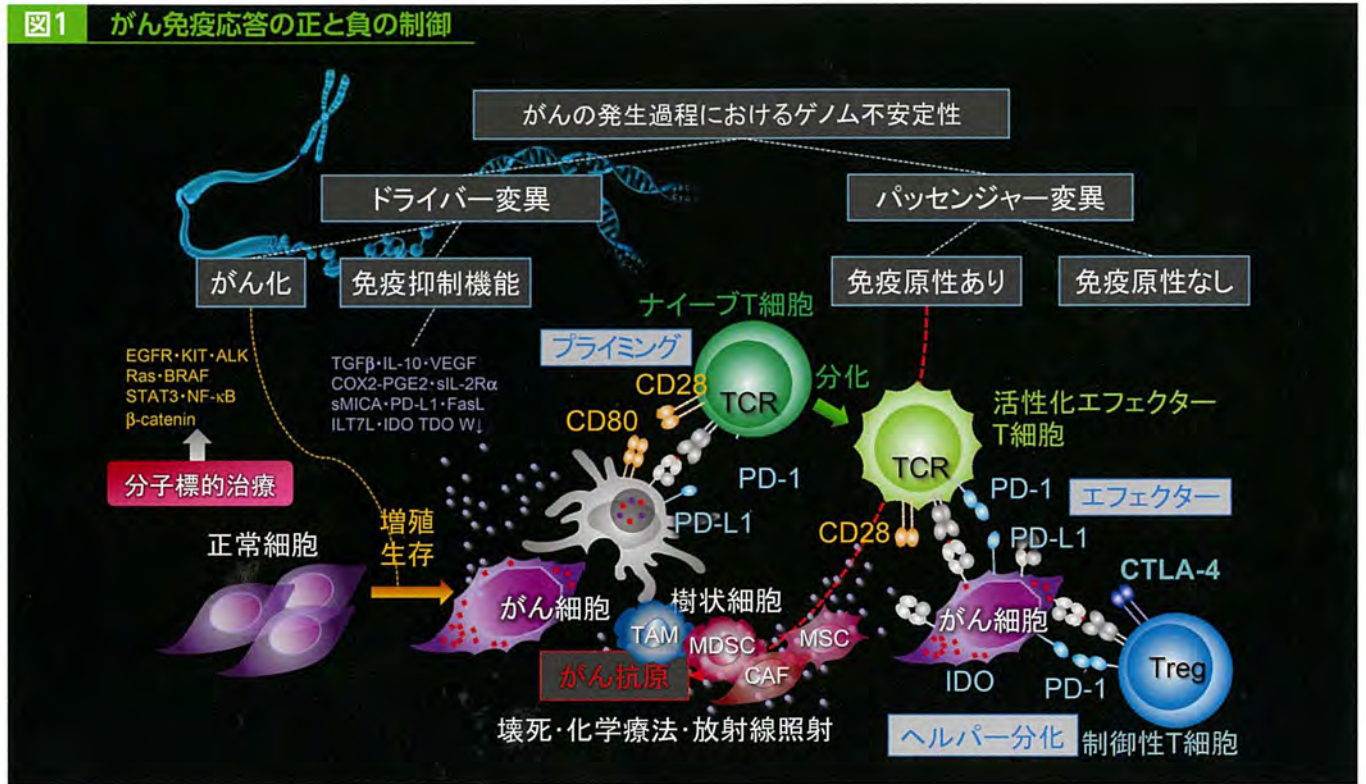 図1 がん免疫応答の正と負の制御
がんの発生過程におけるゲノム不安定性
ドライバー変異
パッセンジャー変異
がん化
免疫抑制機能
免疫原性あり
免疫原性なし
EGFR・KIT・ALK
Ras・BRAF
STAT3・NF-κB
β-catenin
分子標的治療
TGFβ・IL-10・VEGF
COX2-PGE2・sIL-2Rα
sMICA・PD-L1・FasL
ILT7L・IDO TDO W↓
ナイーブT細胞
プライミング
CD28
TCR
分化
CD80
PD-1
PD-L1
活性化エフェクター
T細胞
TCR
PD-1
エフェクター
CD28
PD-L1
CTLA-4
正常細胞
増殖
生存
がん細胞
樹状細胞
TAM
MDSC
MSC
CAF
がん抗原
壊死・化学療法・放射線照射
がん細胞
IDO
PD-1
Treg
ヘルパー分化
制御性T細胞